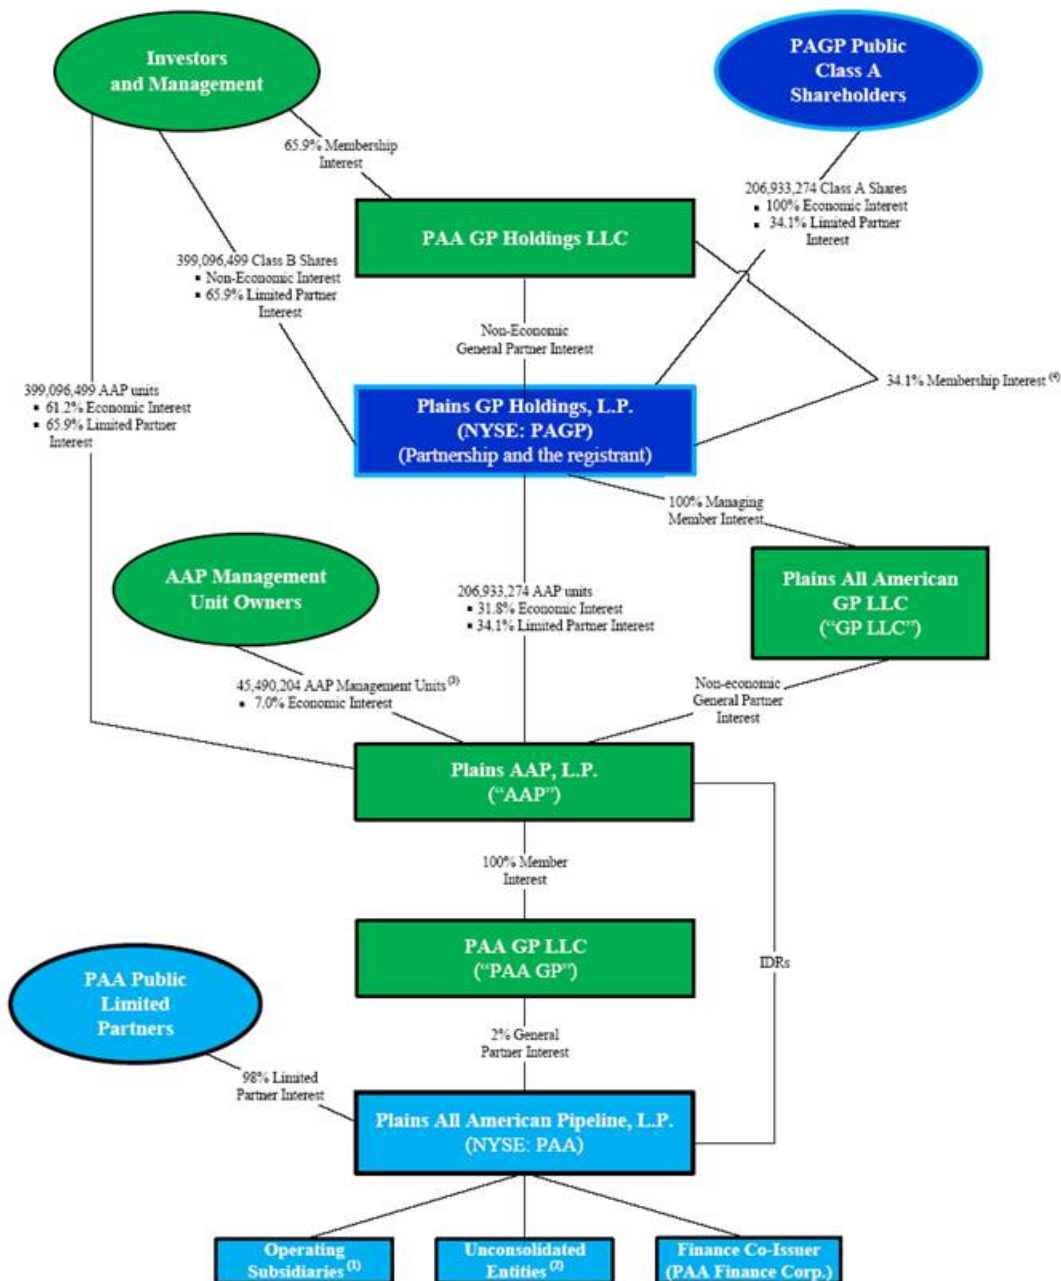 Investors
and Management
PAGP Public
Class A
Shareholders
65.9% Membership
Interest
206,933,274 Class A Shares
▪ 100% Economic Interest
▪ 34.1% Limited Partner
Interest
PAA GP Holdings LLC
399,096,499 Class B Shares
▪ Non-Economic Interest
▪ 65.9% Limited Partner
Interest
Non-Economic
General Partner Interest
34.1% Membership Interest (4)
399,096,499 AAP units
▪ 61.2% Economic Interest
▪ 65.9% Limited Partner
Interest
Plains GP Holdings, L.P.
(NYSE: PAGP)
(Partnership and the registrant)
100% Managing
Member Interest
AAP Management
Unit Owners
206,933,274 AAP units
▪ 31.8% Economic Interest
▪ 34.1% Limited Partner Interest
Plains All American
GP LLC
("GP LLC")
45,490,204 AAP Management Units (3)
▪ 7.0% Economic Interest
Non-economic
General Partner
Interest
Plains AAP, L.P.
("AAP")
100% Member
Interest
PAA GP LLC
("PAA GP")
IDRs
PAA Public
Limited
Partners
2% General
Partner Interest
98% Limited
Partner Interest
Plains All American Pipeline, L.P.
(NYSE: PAA)
Operating
Subsidiaries (1)
Unconsolidated
Entities (2)
Finance Co-Issuer
(PAA Finance Corp.)